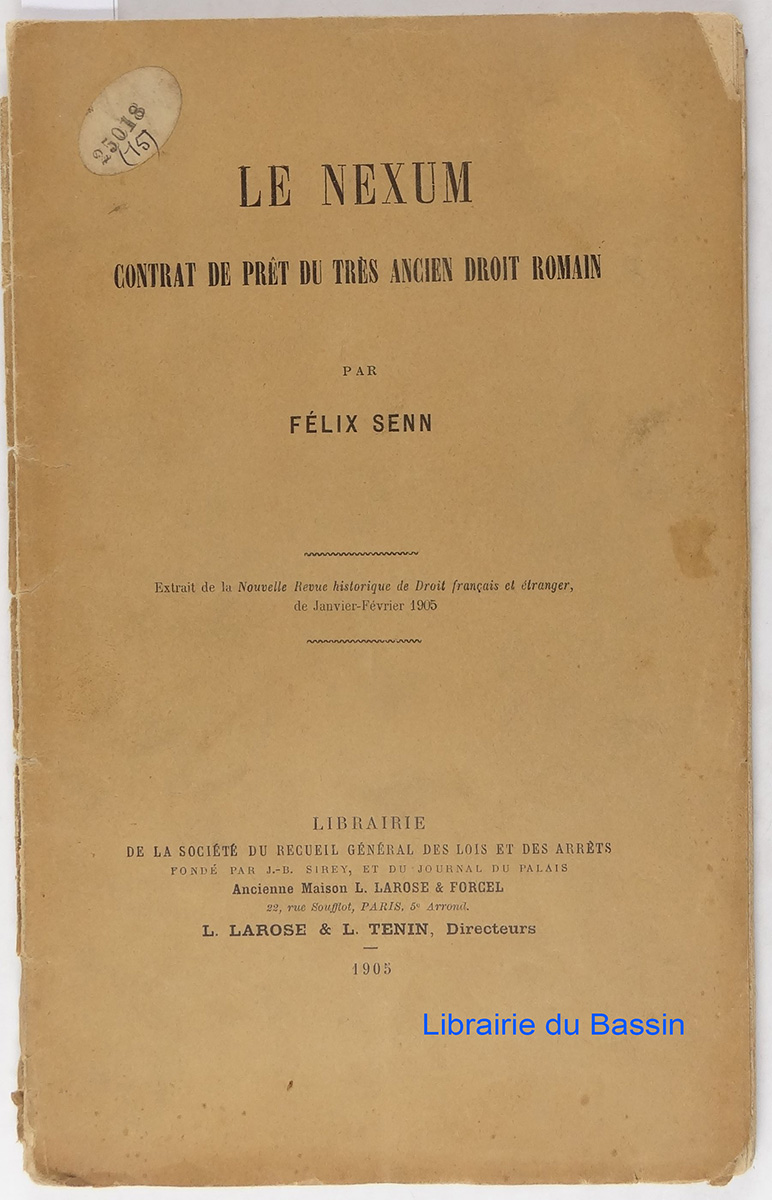 25018
(15)
LE NEXUM
CONTRAT DE PRÊT DU TRÈS ANCIEN DROIT ROMAIN
PAR
FÉLIX SENN
Extrait de la Nouvelle Revue historique de Droit français et étranger,
de Janvier-Février 1905
LIBRAIRIE
DE LA SOCIÉTÉ DU RECUEIL GÉNÉRAL DES LOIS ET DES ARRÊTS
FONDÉ PAR J.-B. SIREY, ET DU JOURNAL DU PALAIS
Ancienne Maison L. LAROSE & FORCEL
22, rue Soufflot, PARIS, 5e Arrond.
L. LAROSE & L. TENIN, Directeurs
1905
Librairie du Bassin